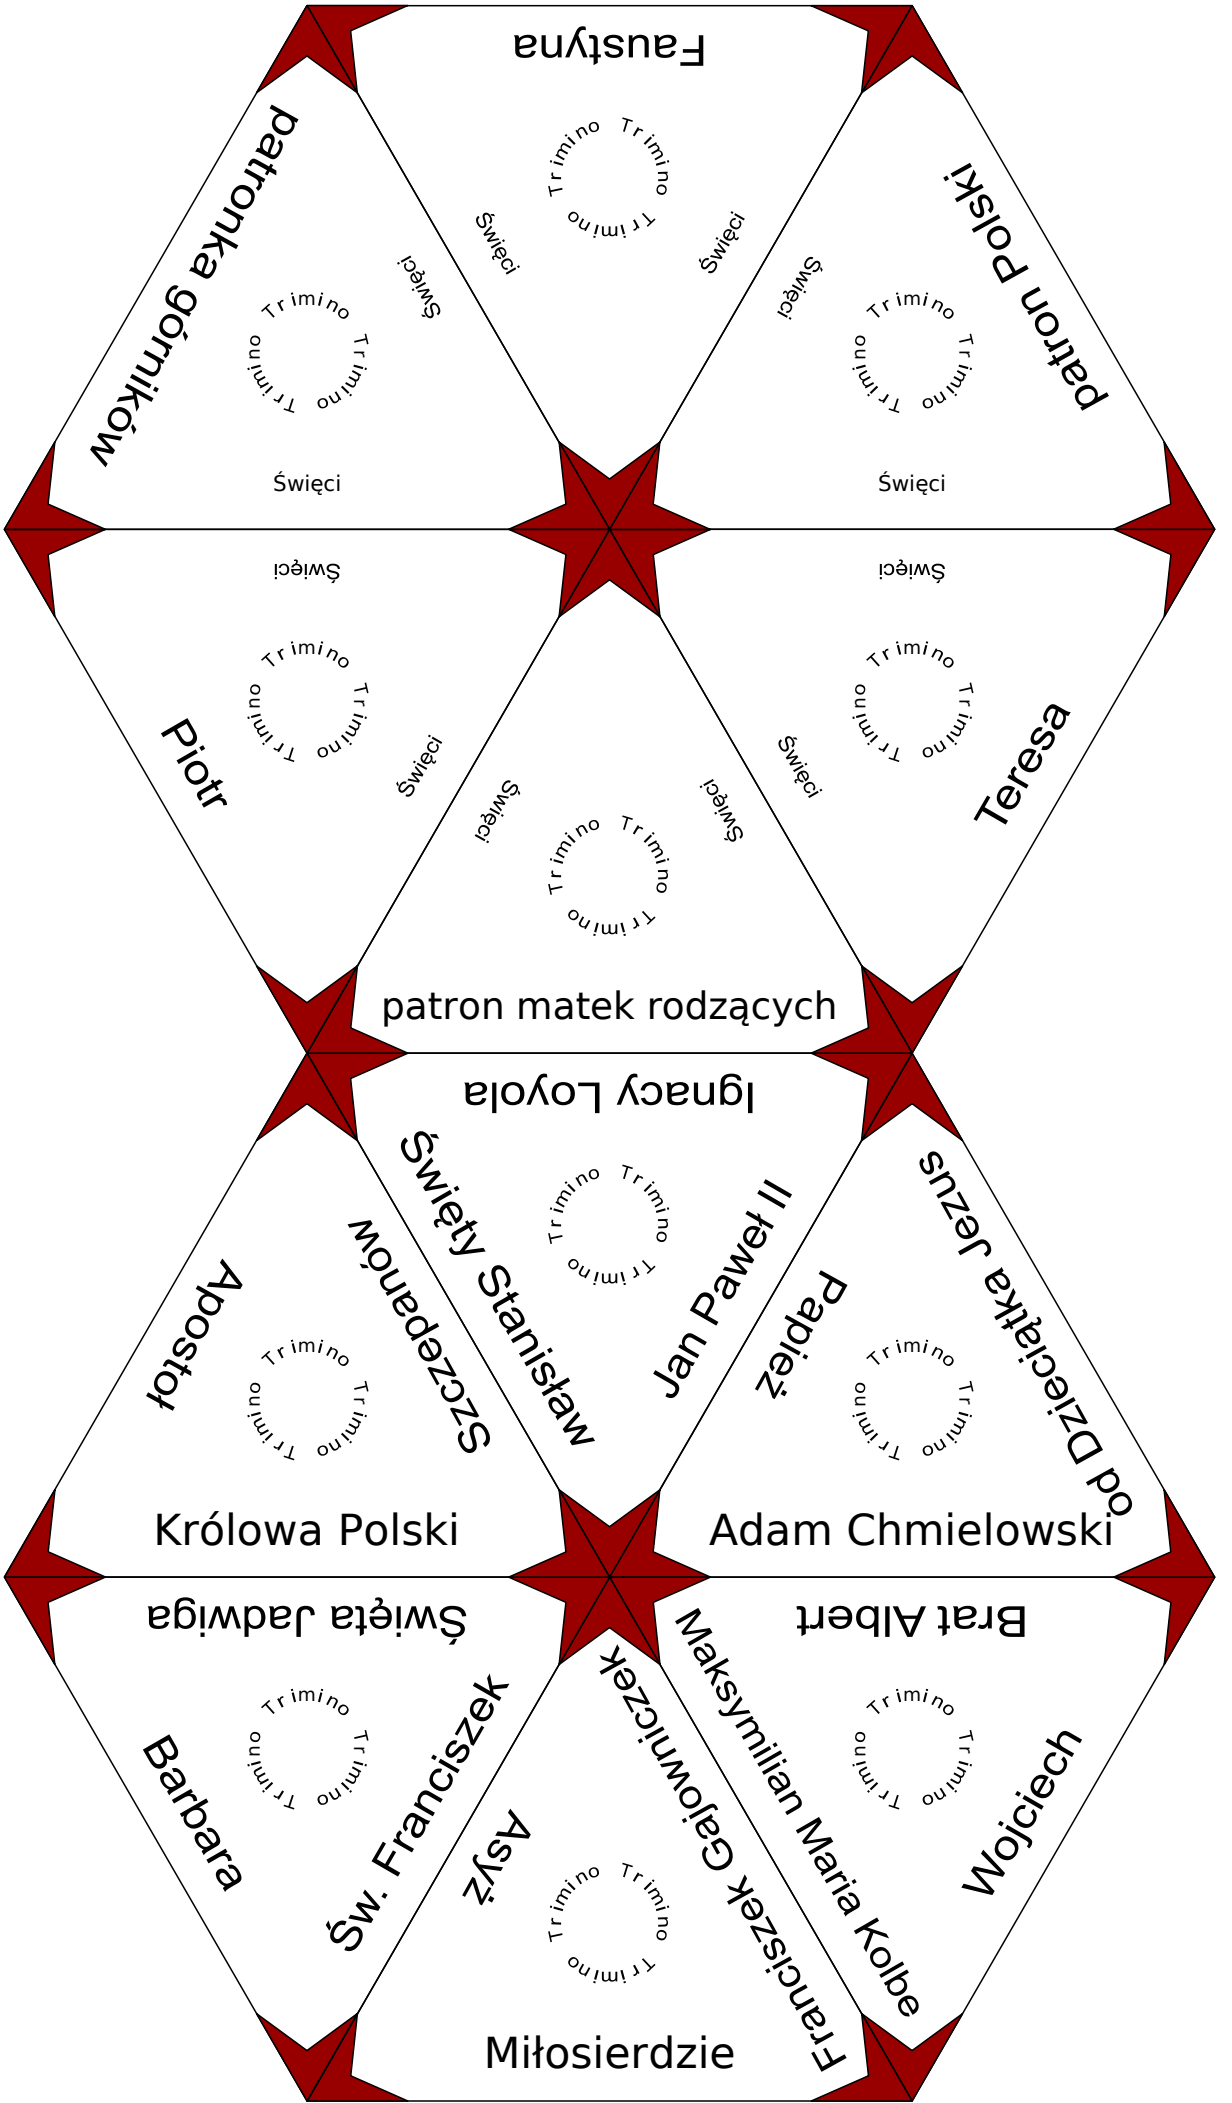 Faustyna
Trimino Trimino Trimino
Święci
Święci
patronka górników
Trimino Trimino Trimino
Święci
Święci
patron Polski
Trimino Trimino Trimino
Święci
Święci
Święci
Trimino Trimino Trimino
Piotr
Święci
Święci
Święci
Trimino Trimino Trimino
patron matek rodzących
Święci
Trimino Trimino Trimino
Święci
Teresa
Ignacy Loyola
Święty Stanisław
Trimino Trimino Trimino
Jan Paweł II
Apostoł
Szczepanów
Trimino Trimino Trimino
Królowa Polski
Papież
od Dzieciątka Jezus
Trimino Trimino Trimino
Adam Chmielowski
Święta Jadwiga
Trimino Trimino Trimino
Barbara
Św. Franciszek
Asyż
Franciszek Gajowniczek
Trimino Trimino Trimino
Miłosierdzie
Brat Albert
Maksymilian Maria Kolbe
Trimino Trimino Trimino
Wojciech